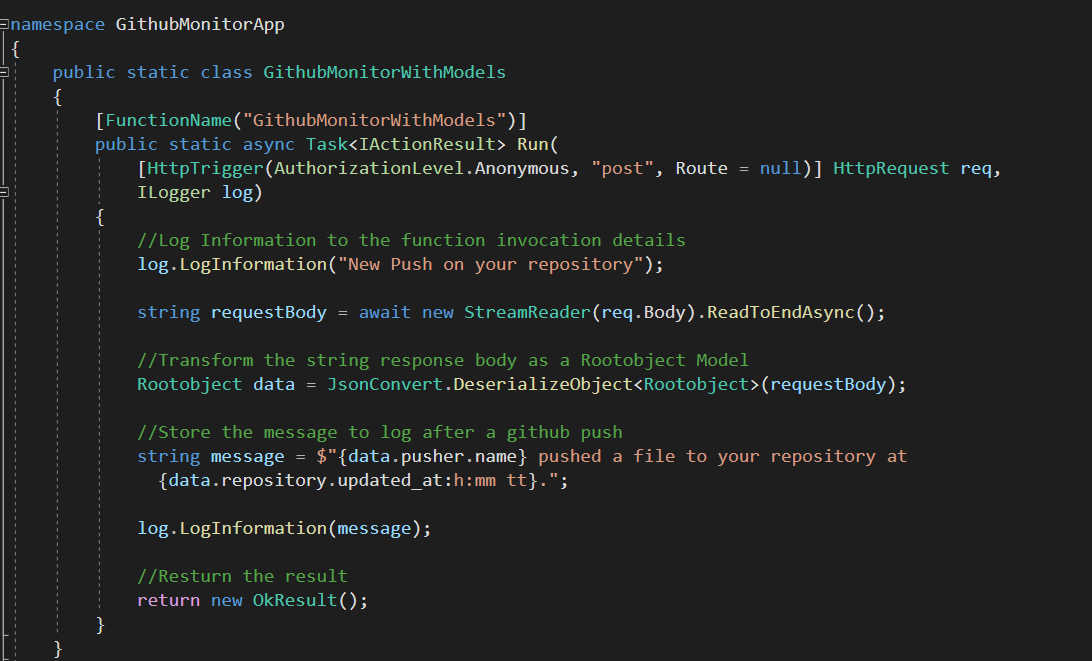 namespace GithubMonitorApp
{
    public static class GithubMonitorWithModels
    {
        [FunctionName("GithubMonitorWithModels")]
        public static async Task<IActionResult> Run(
            [HttpTrigger(AuthorizationLevel.Anonymous, "post", Route = null)] HttpRequest req,
            ILogger log)
        {
            //Log Information to the function invocation details
            log.LogInformation("New Push on your repository");

            string requestBody = await new StreamReader(req.Body).ReadToEndAsync();

            //Transform the string response body as a Rootobject Model
            Rootobject data = JsonConvert.DeserializeObject<Rootobject>(requestBody);

            //Store the message to log after a github push
            string message = $"{data.pusher.name} pushed a file to your repository at
              {data.repository.updated_at:h:mm tt}.";

            log.LogInformation(message);

            //Resturn the result
            return new OkResult();
        }
    }